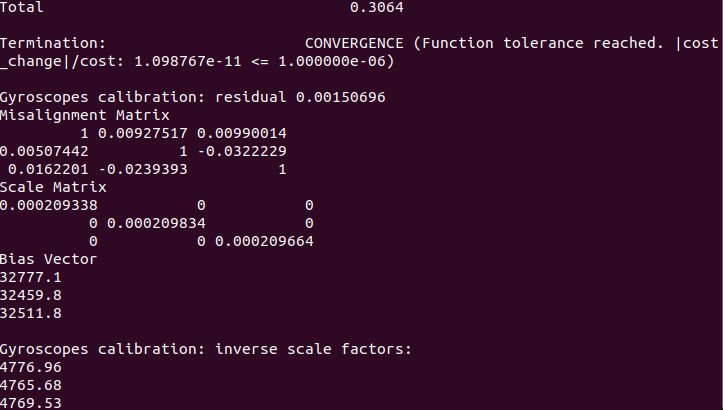 Total 0.3064
Termination: CONVERGENCE (Function tolerance reached. |cost
_change|/cost: 1.098767e-11 <= 1.000000e-06)
Gyroscopes calibration: residual 0.00150696
Misalignment Matrix
1 0.00927517 0.00990014
0.00507442 1 -0.0322229
0.0162201 -0.0239393 1
Scale Matrix
0.000209338 0 0
0 0.000209834 0
0 0 0.000209664
Bias Vector
32777.1
32459.8
32511.8
Gyroscopes calibration: inverse scale factors:
4776.96
4765.68
4769.53